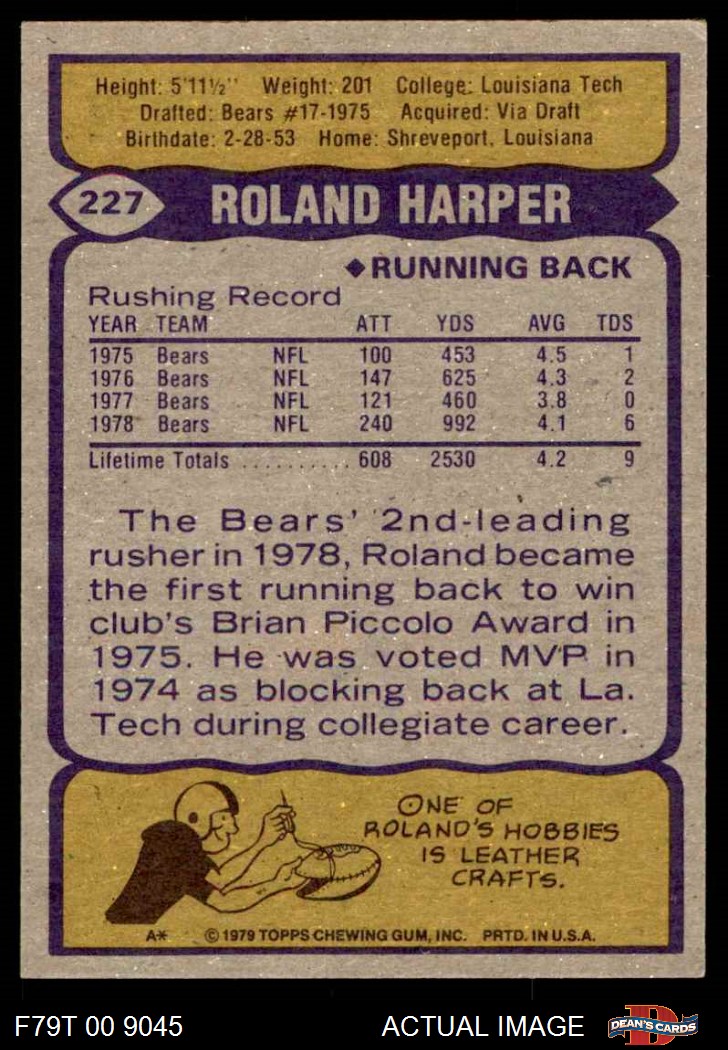 Height: 5'11½'' Weight: 201 College: Louisiana Tech
Drafted: Bears #17-1975 Acquired: Via Draft
Birthdate: 2-28-53 Home: Shreveport, Louisiana
227 ROLAND HARPER
◆RUNNING BACK
Rushing Record
YEAR TEAM ATT YDS AVG TDS
1975 Bears NFL 100 453 4.5 1
1976 Bears NFL 147 625 4.3 2
1977 Bears NFL 121 460 3.8 0
1978 Bears NFL 240 992 4.1 6
Lifetime Totals .......... 608 2530 4.2 9
The Bears' 2nd-leading
rusher in 1978, Roland became
the first running back to win
club's Brian Piccolo Award in
1975. He was voted MVP in
1974 as blocking back at La.
Tech during collegiate career.
ONE OF
ROLAND'S HOBBIES
IS LEATHER
CRAFTS.
A* © 1979 TOPPS CHEWING GUM, INC. PRTD. IN U.S.A.
F79T 00 9045 ACTUAL IMAGE D DEAN'S CARDS